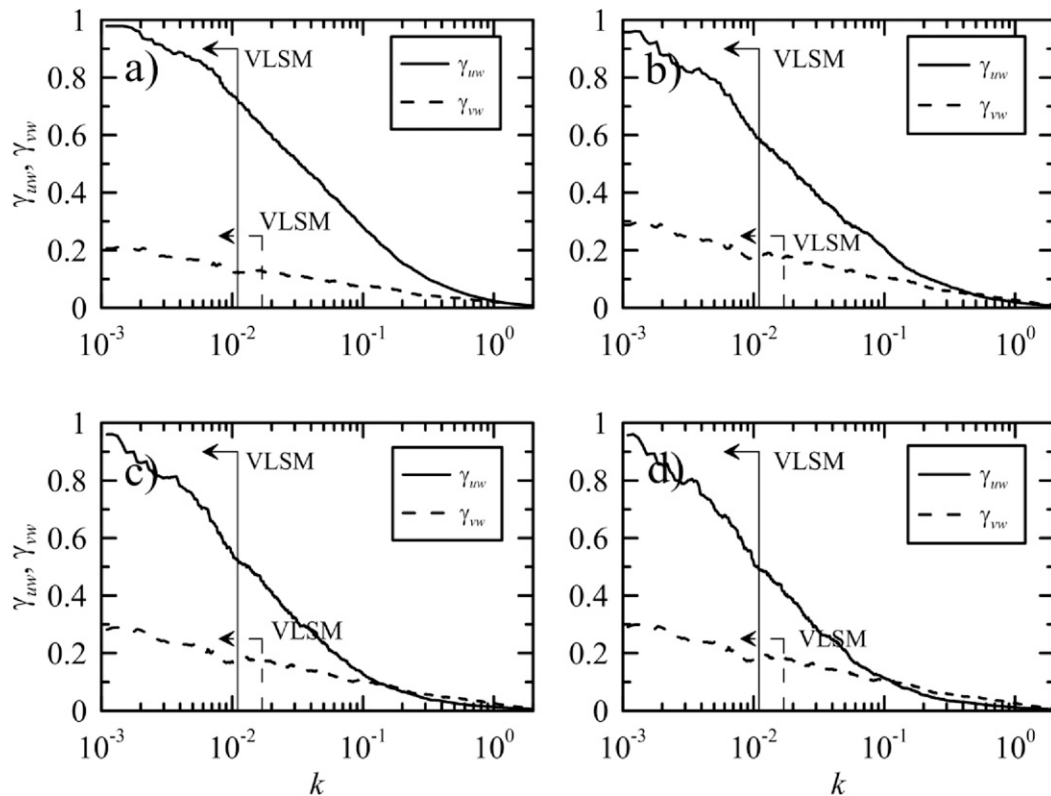 1
0.8
0.6
0.4
0.2
0
γuw, γvw
a)
VLSM
VLSM
γuw
γvw
10-3
10-2
10-1
100
1
0.8
0.6
0.4
0.2
0
b)
VLSM
VLSM
γuw
γvw
10-3
10-2
10-1
100
1
0.8
0.6
0.4
0.2
0
γuw, γvw
c)
VLSM
VLSM
γuw
γvw
10-3
10-2
10-1
100
k
1
0.8
0.6
0.4
0.2
0
d)
VLSM
VLSM
γuw
γvw
10-3
10-2
10-1
100
k